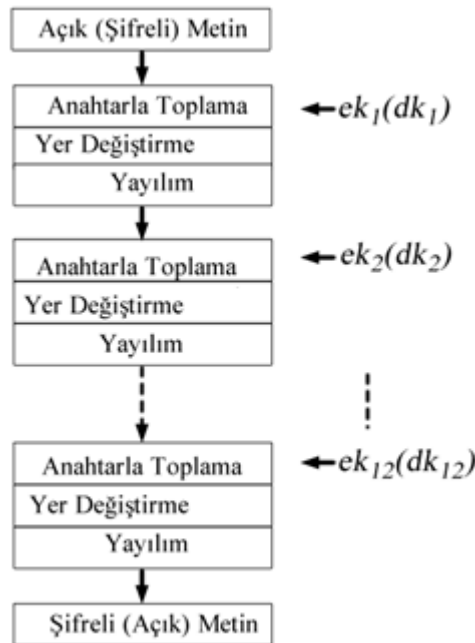 Açık (Şifreli) Metin
Anahtarla Toplama
ek1(dk1)
Yer Değiştirme
Yayılım
Anahtarla Toplama
ek2(dk2)
Yer Değiştirme
Yayılım
Anahtarla Toplama
ek12(dk12)
Yer Değiştirme
Yayılım
Şifreli (Açık) Metin